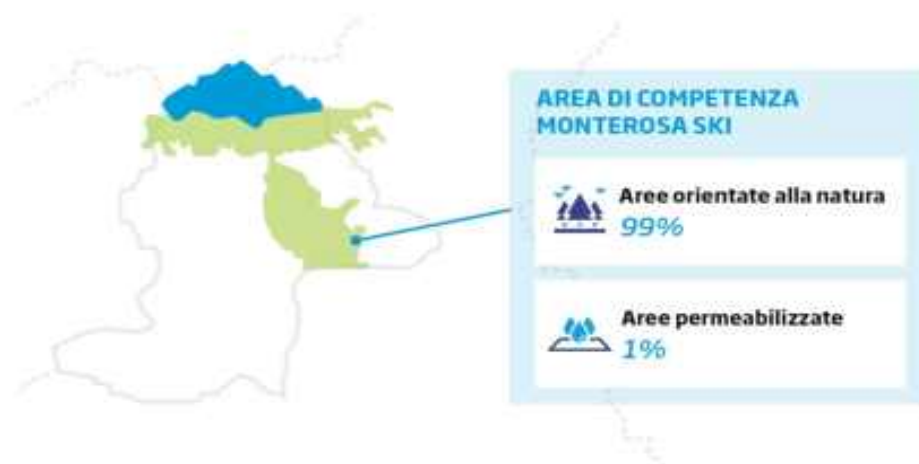 AREA DI COMPETENZA
MONTEROSA SKI
Aree orientate alla natura
99%
Aree permeabilizzate
1%